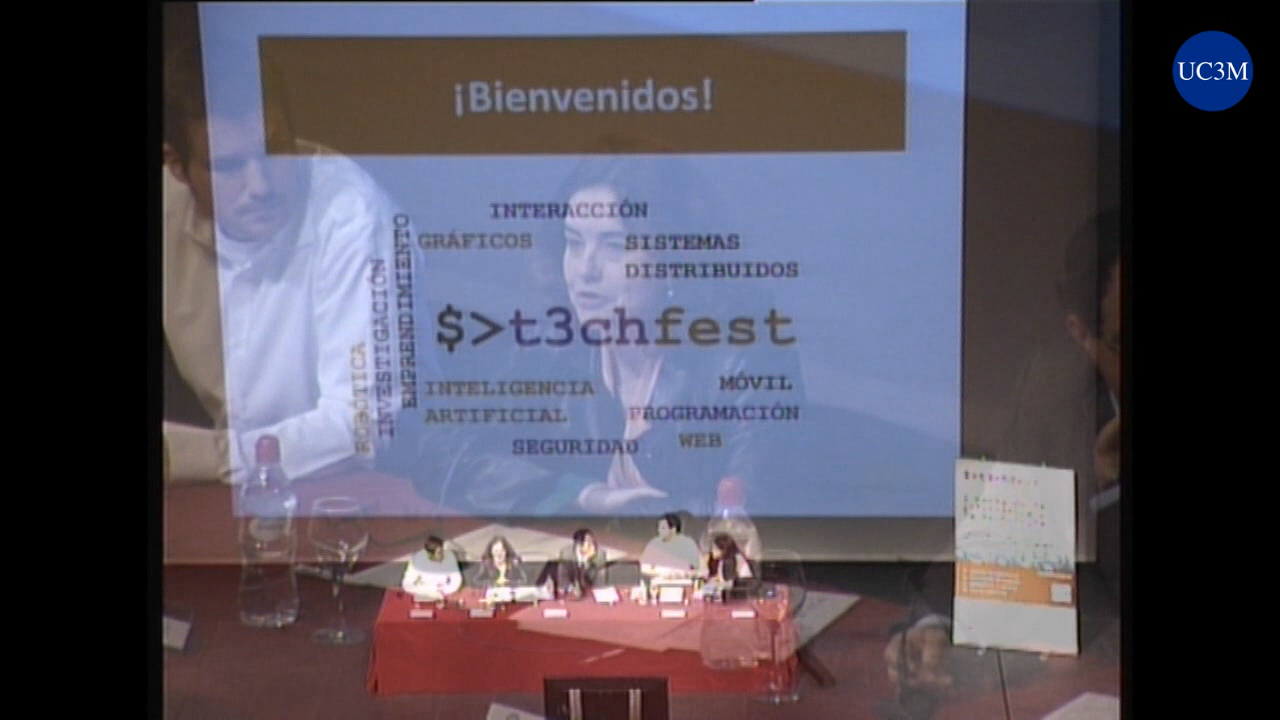 UC3M
¡Bienvenidos!
INTERACCIÓN
GRÁFICOS
SISTEMAS
DISTRIBUIDOS
ROBÓTICA
INVESTIGACIÓN
EMPRENDIMIENTO
$>t3chfest
INTELIGENCIA
ARTIFICIAL
MÓVIL
PROGRAMACIÓN
WEB
SEGURIDAD